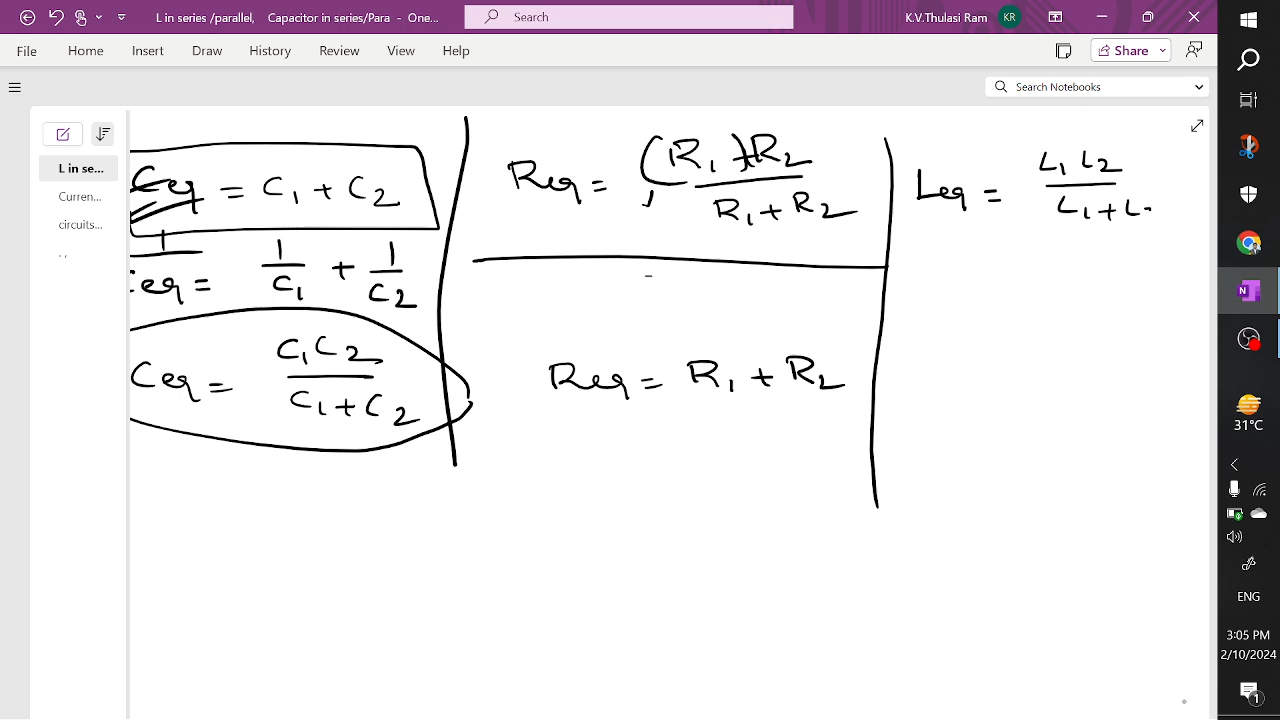 L in series /parallel, Capacitor in series/Para - One...
Search
K.V.Thulasi Ram
KR
File Home Insert Draw History Review View Help
Share
Search Notebooks
L in se...
Curren...
circuits...
. ,
Ceq = C1 + C2
1/Ceq = 1/C1 + 1/C2
Ceq = C1C2/C1+C2
Req = (R1)+R2/R1+R2
Req = R1 + R2
Leq = L1 L2/L1+L
31°C
ENG
3:05 PM
2/10/2024
1